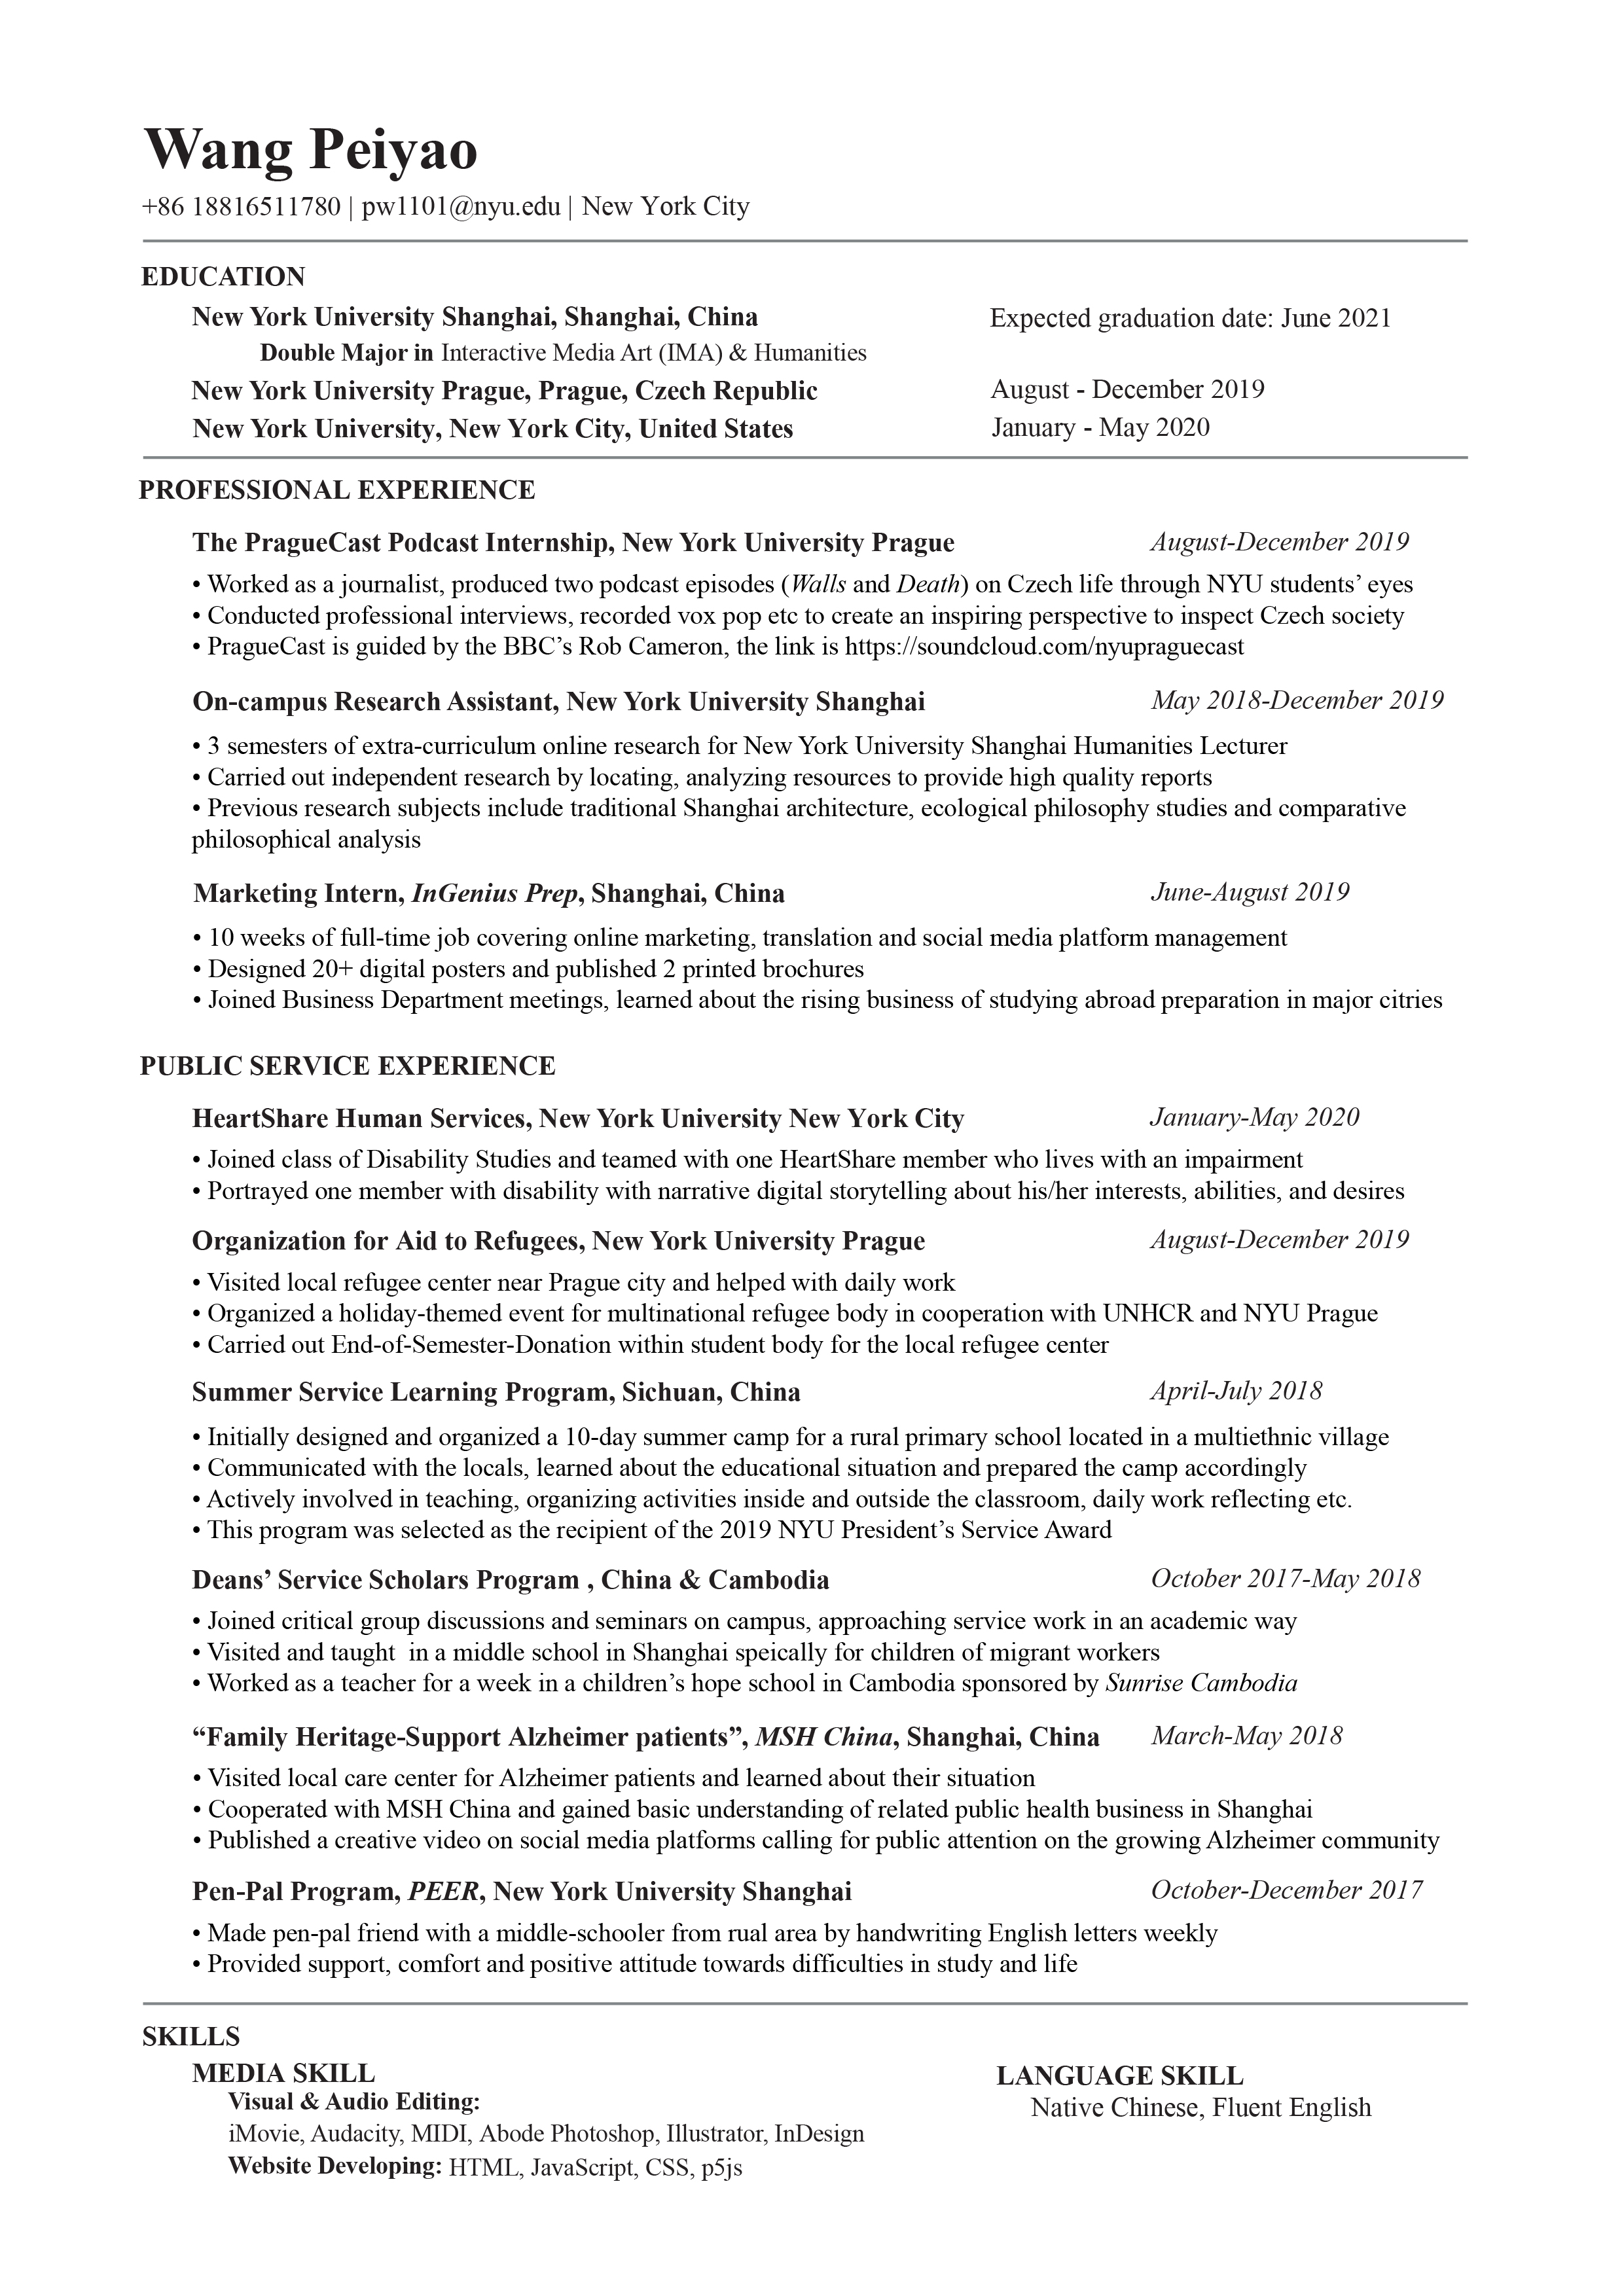 Wang Peiyao
+86 18816511780 | pw1101@nyu.edu | New York City
EDUCATION
New York University Shanghai, Shanghai, China Expected graduation date: June 2021
Double Major in Interactive Media Art (IMA) & Humanities
New York University Prague, Prague, Czech Republic August - December 2019
New York University, New York City, United States January - May 2020
PROFESSIONAL EXPERIENCE
The PragueCast Podcast Internship, New York University Prague August-December 2019
• Worked as a journalist, produced two podcast episodes (Walls and Death) on Czech life through NYU students’ eyes
• Conducted professional interviews, recorded vox pop etc to create an inspiring perspective to inspect Czech society
• PragueCast is guided by the BBC’s Rob Cameron, the link is https://soundcloud.com/nyupraguecast
On-campus Research Assistant, New York University Shanghai May 2018-December 2019
• 3 semesters of extra-curriculum online research for New York University Shanghai Humanities Lecturer
• Carried out independent research by locating, analyzing resources to provide high quality reports
• Previous research subjects include traditional Shanghai architecture, ecological philosophy studies and comparative
philosophical analysis
Marketing Intern, InGenius Prep, Shanghai, China June-August 2019
• 10 weeks of full-time job covering online marketing, translation and social media platform management
• Designed 20+ digital posters and published 2 printed brochures
• Joined Business Department meetings, learned about the rising business of studying abroad preparation in major citries
PUBLIC SERVICE EXPERIENCE
HeartShare Human Services, New York University New York City January-May 2020
• Joined class of Disability Studies and teamed with one HeartShare member who lives with an impairment
• Portrayed one member with disability with narrative digital storytelling about his/her interests, abilities, and desires
Organization for Aid to Refugees, New York University Prague August-December 2019
• Visited local refugee center near Prague city and helped with daily work
• Organized a holiday-themed event for multinational refugee body in cooperation with UNHCR and NYU Prague
• Carried out End-of-Semester-Donation within student body for the local refugee center
Summer Service Learning Program, Sichuan, China April-July 2018
• Initially designed and organized a 10-day summer camp for a rural primary school located in a multiethnic village
• Communicated with the locals, learned about the educational situation and prepared the camp accordingly
• Actively involved in teaching, organizing activities inside and outside the classroom, daily work reflecting etc.
• This program was selected as the recipient of the 2019 NYU President’s Service Award
Deans’ Service Scholars Program , China & Cambodia October 2017-May 2018
• Joined critical group discussions and seminars on campus, approaching service work in an academic way
• Visited and taught  in a middle school in Shanghai speically for children of migrant workers
• Worked as a teacher for a week in a children’s hope school in Cambodia sponsored by Sunrise Cambodia
“Family Heritage-Support Alzheimer patients”, MSH China, Shanghai, China March-May 2018
• Visited local care center for Alzheimer patients and learned about their situation
• Cooperated with MSH China and gained basic understanding of related public health business in Shanghai
• Published a creative video on social media platforms calling for public attention on the growing Alzheimer community
Pen-Pal Program, PEER, New York University Shanghai October-December 2017
• Made pen-pal friend with a middle-schooler from rual area by handwriting English letters weekly
• Provided support, comfort and positive attitude towards difficulties in study and life
SKILLS
MEDIA SKILL
Visual & Audio Editing:
iMovie, Audacity, MIDI, Abode Photoshop, Illustrator, InDesign
Website Developing: HTML, JavaScript, CSS, p5js
LANGUAGE SKILL
Native Chinese, Fluent English